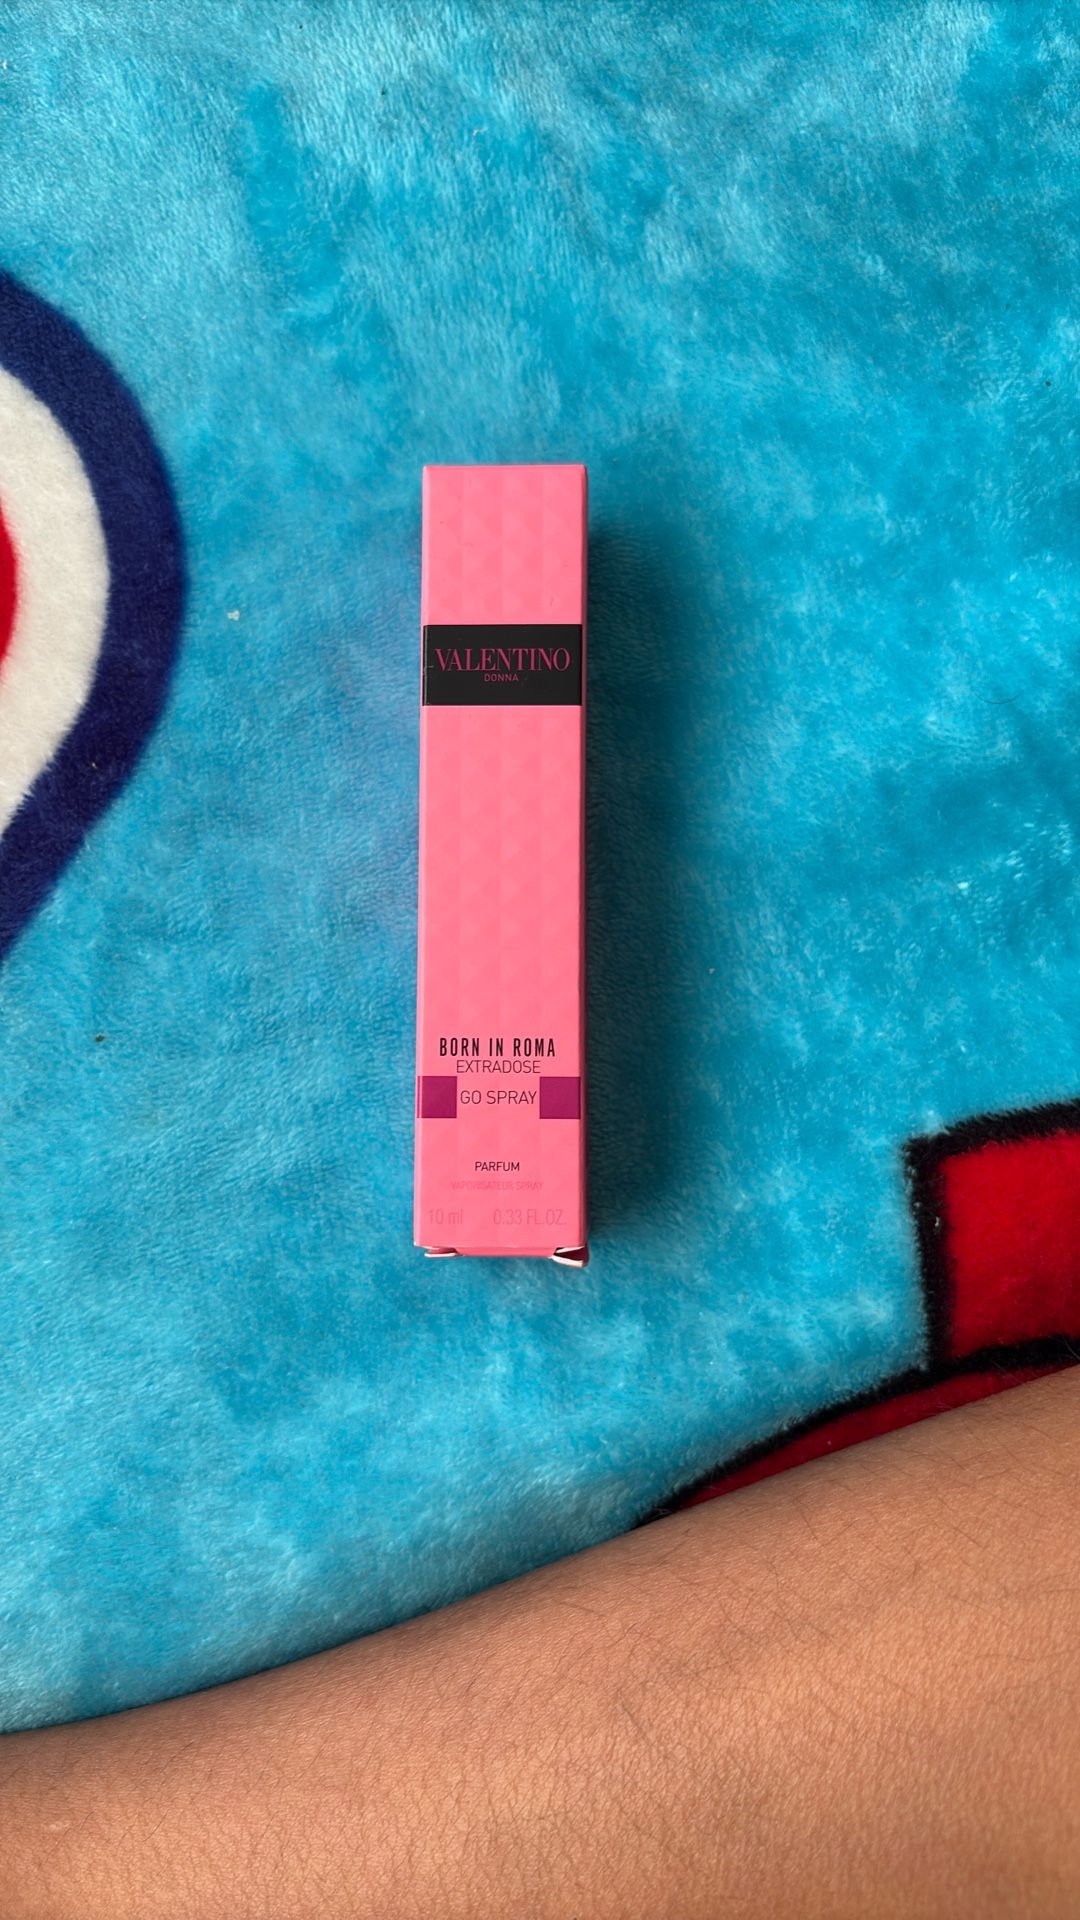 VALENTINO
DONNA
BORN IN ROMA
EXTRADOSE
GO SPRAY
PARFUM
VAPORISATEUR SPRAY
10 ml 0.33 FL.OZ.